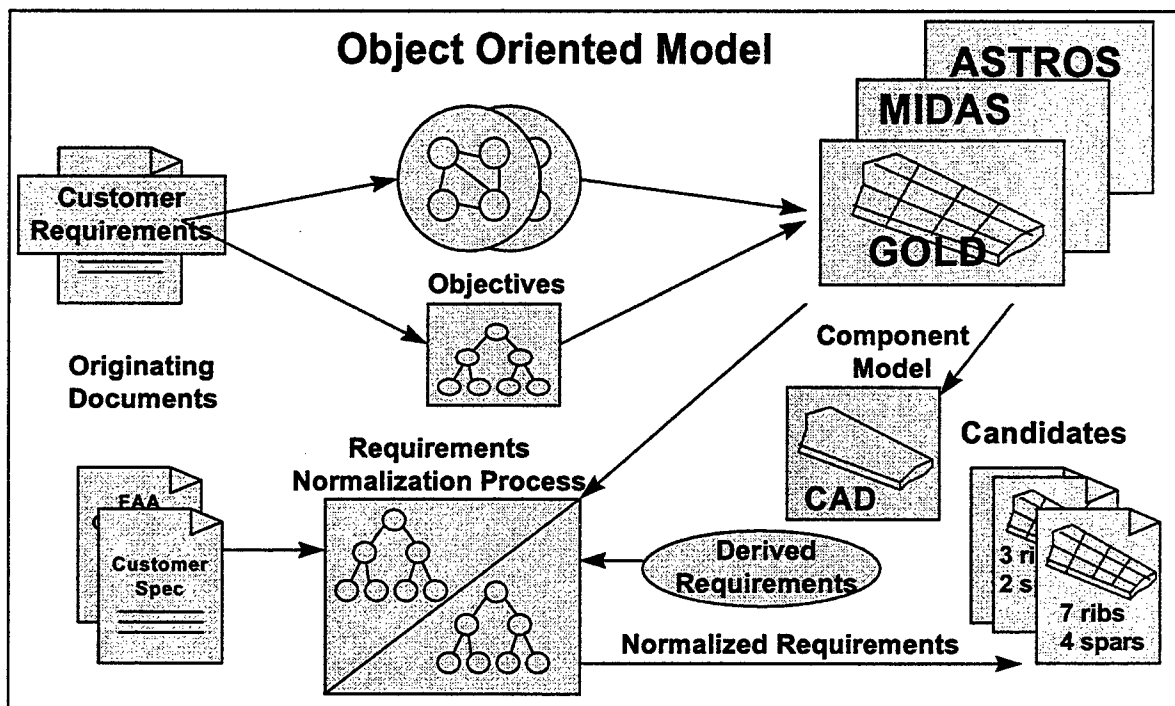 Object Oriented Model
ASTROS
MIDAS
GOLD
Customer
Requirements
Objectives
Originating
Documents
Component
Model
CAD
Candidates
Requirements
Normalization Process
FAA
Customer
Spec
Derived
Requirements
3 ri
2 s
7 ribs
4 spars
Normalized Requirements